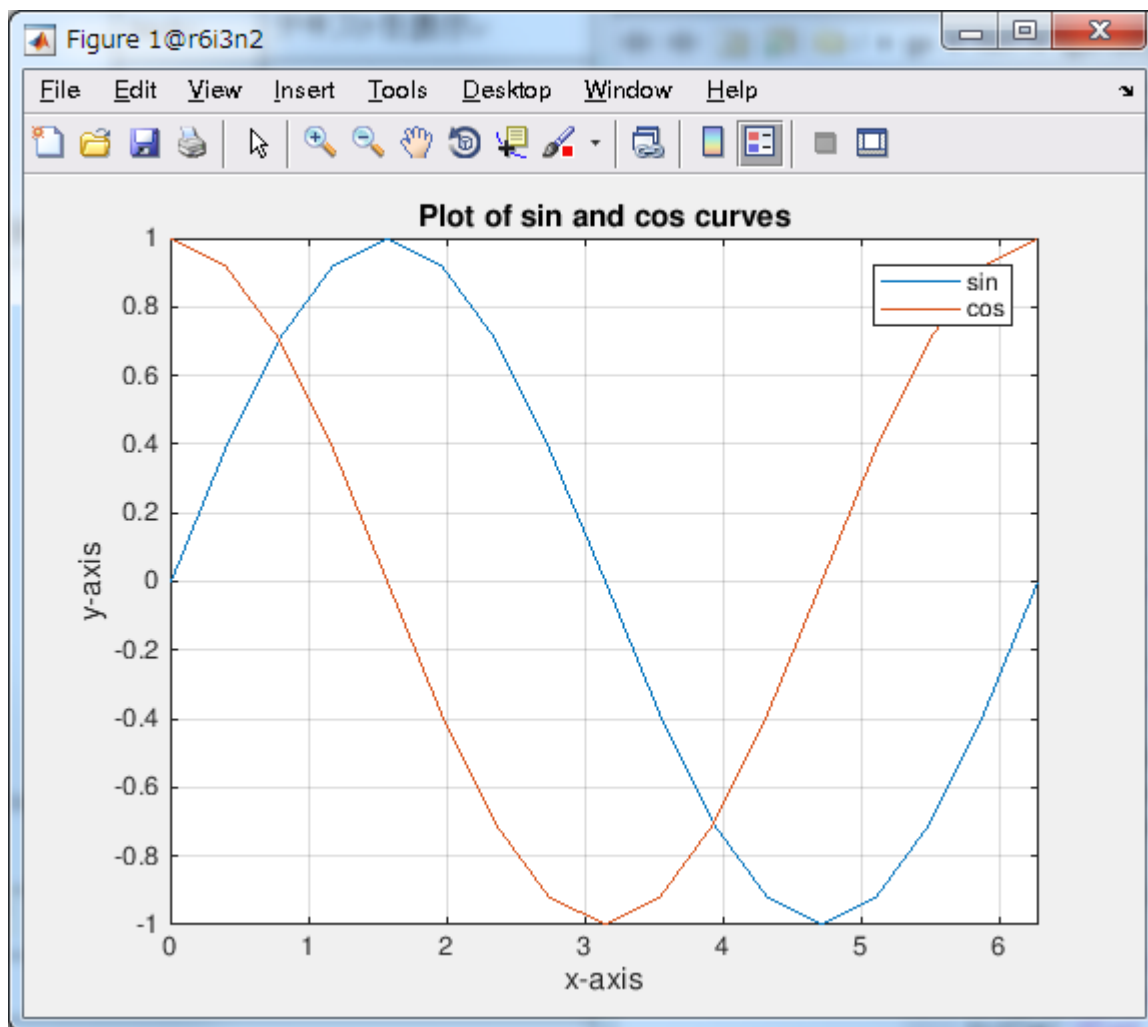 Figure 1@r6i3n2
File Edit View Insert Tools Desktop Window Help
Plot of sin and cos curves
1
0.8
0.6
0.4
0.2
0
-0.2
-0.4
-0.6
-0.8
-1
y-axis
sin
cos
0 1 2 3 4 5 6
x-axis